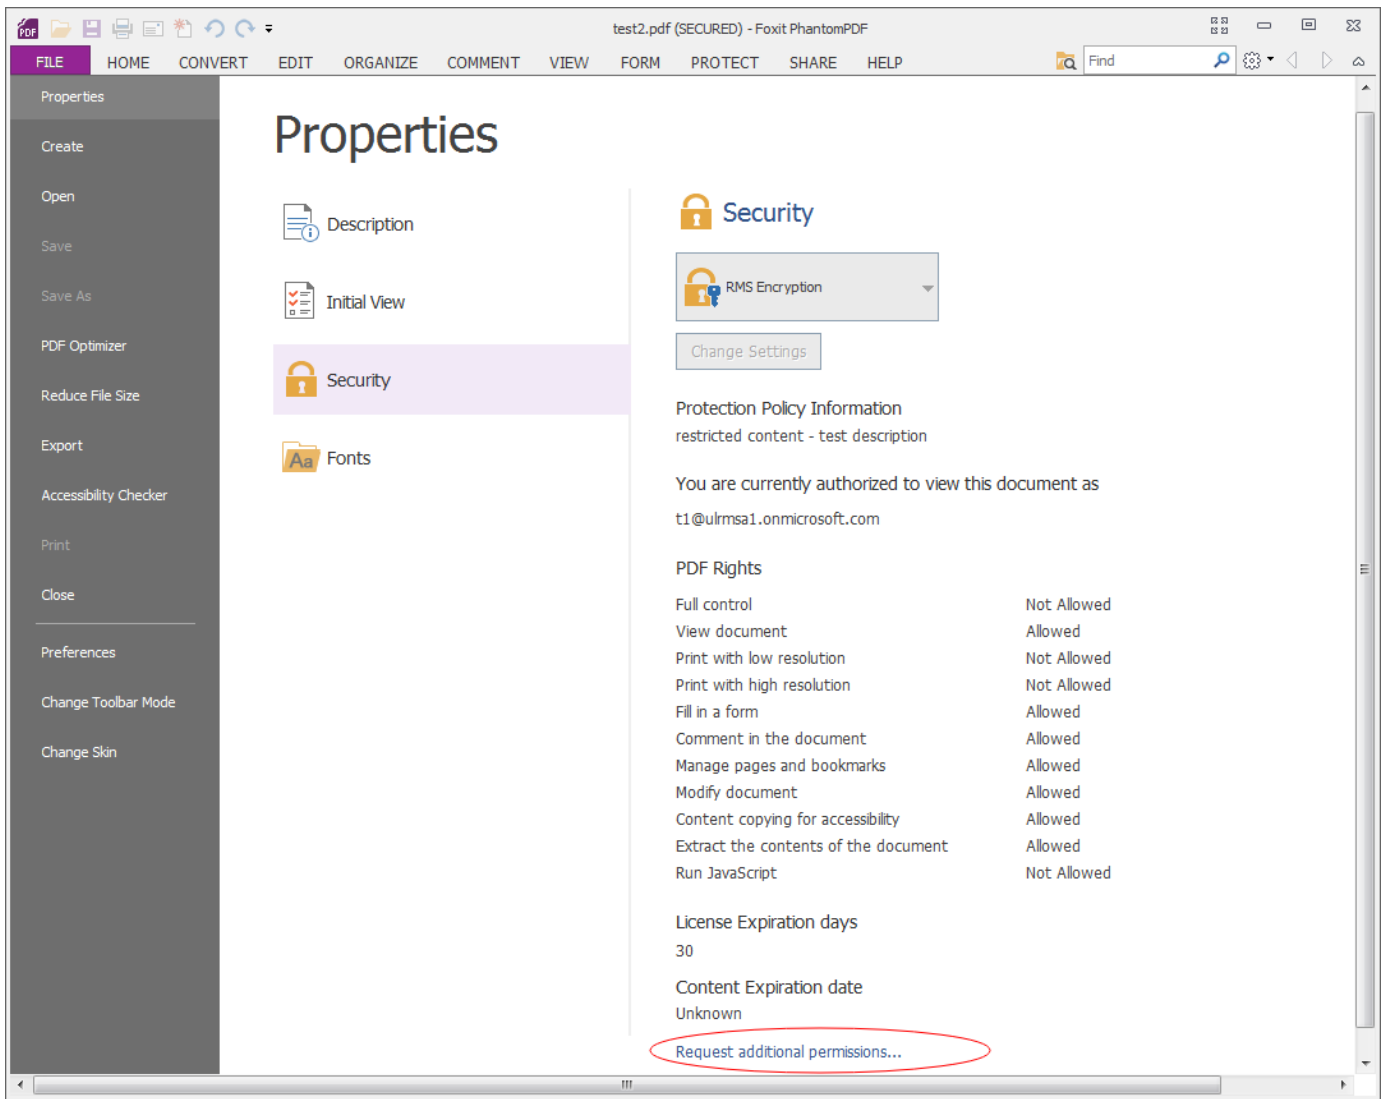 PDF
test2.pdf (SECURED) - Foxit PhantomPDF
FILE HOME CONVERT EDIT ORGANIZE COMMENT VIEW FORM PROTECT SHARE HELP Find
Properties
Create
Open
Save
Save As
PDF Optimizer
Reduce File Size
Export
Accessibility Checker
Print
Close
Preferences
Change Toolbar Mode
Change Skin
Properties
Description
Initial View
Security
Aa Fonts
Security
RMS Encryption
Change Settings
Protection Policy Information
restricted content - test description
You are currently authorized to view this document as
t1@ulrmsa1.onmicrosoft.com
PDF Rights
Full control Not Allowed
View document Allowed
Print with low resolution Not Allowed
Print with high resolution Not Allowed
Fill in a form Allowed
Comment in the document Allowed
Manage pages and bookmarks Allowed
Modify document Allowed
Content copying for accessibility Allowed
Extract the contents of the document Allowed
Run JavaScript Not Allowed
License Expiration days
30
Content Expiration date
Unknown
Request additional permissions...